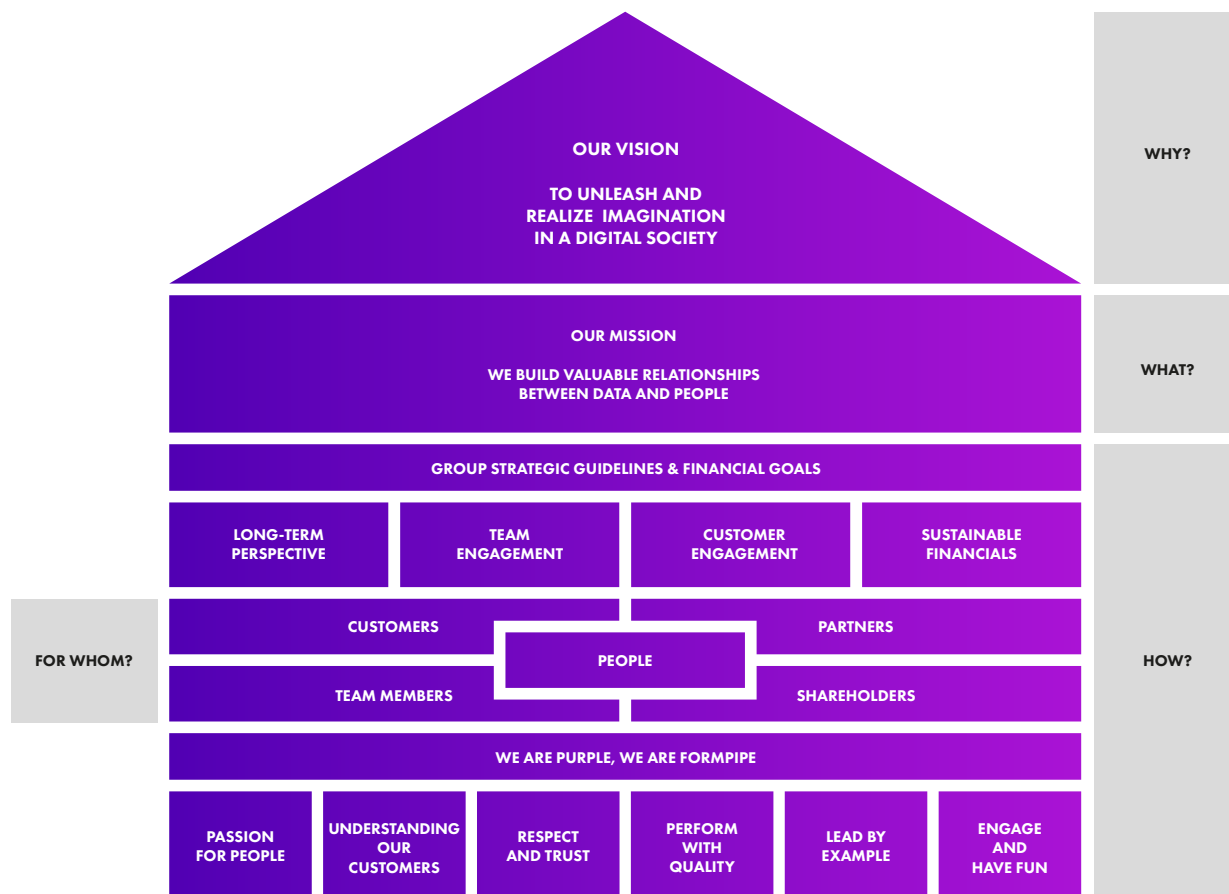 OUR VISION
TO UNLEASH AND
REALIZE IMAGINATION
IN A DIGITAL SOCIETY
WHY?
OUR MISSION
WE BUILD VALUABLE RELATIONSHIPS
BETWEEN DATA AND PEOPLE
WHAT?
GROUP STRATEGIC GUIDELINES & FINANCIAL GOALS
LONG-TERM
PERSPECTIVE
TEAM
ENGAGEMENT
CUSTOMER
ENGAGEMENT
SUSTAINABLE
FINANCIALS
FOR WHOM?
CUSTOMERS
PARTNERS
PEOPLE
TEAM MEMBERS
SHAREHOLDERS
HOW?
WE ARE PURPLE, WE ARE FORMPIPE
PASSION
FOR PEOPLE
UNDERSTANDING
OUR
CUSTOMERS
RESPECT
AND TRUST
PERFORM
WITH
QUALITY
LEAD BY
EXAMPLE
ENGAGE
AND
HAVE FUN